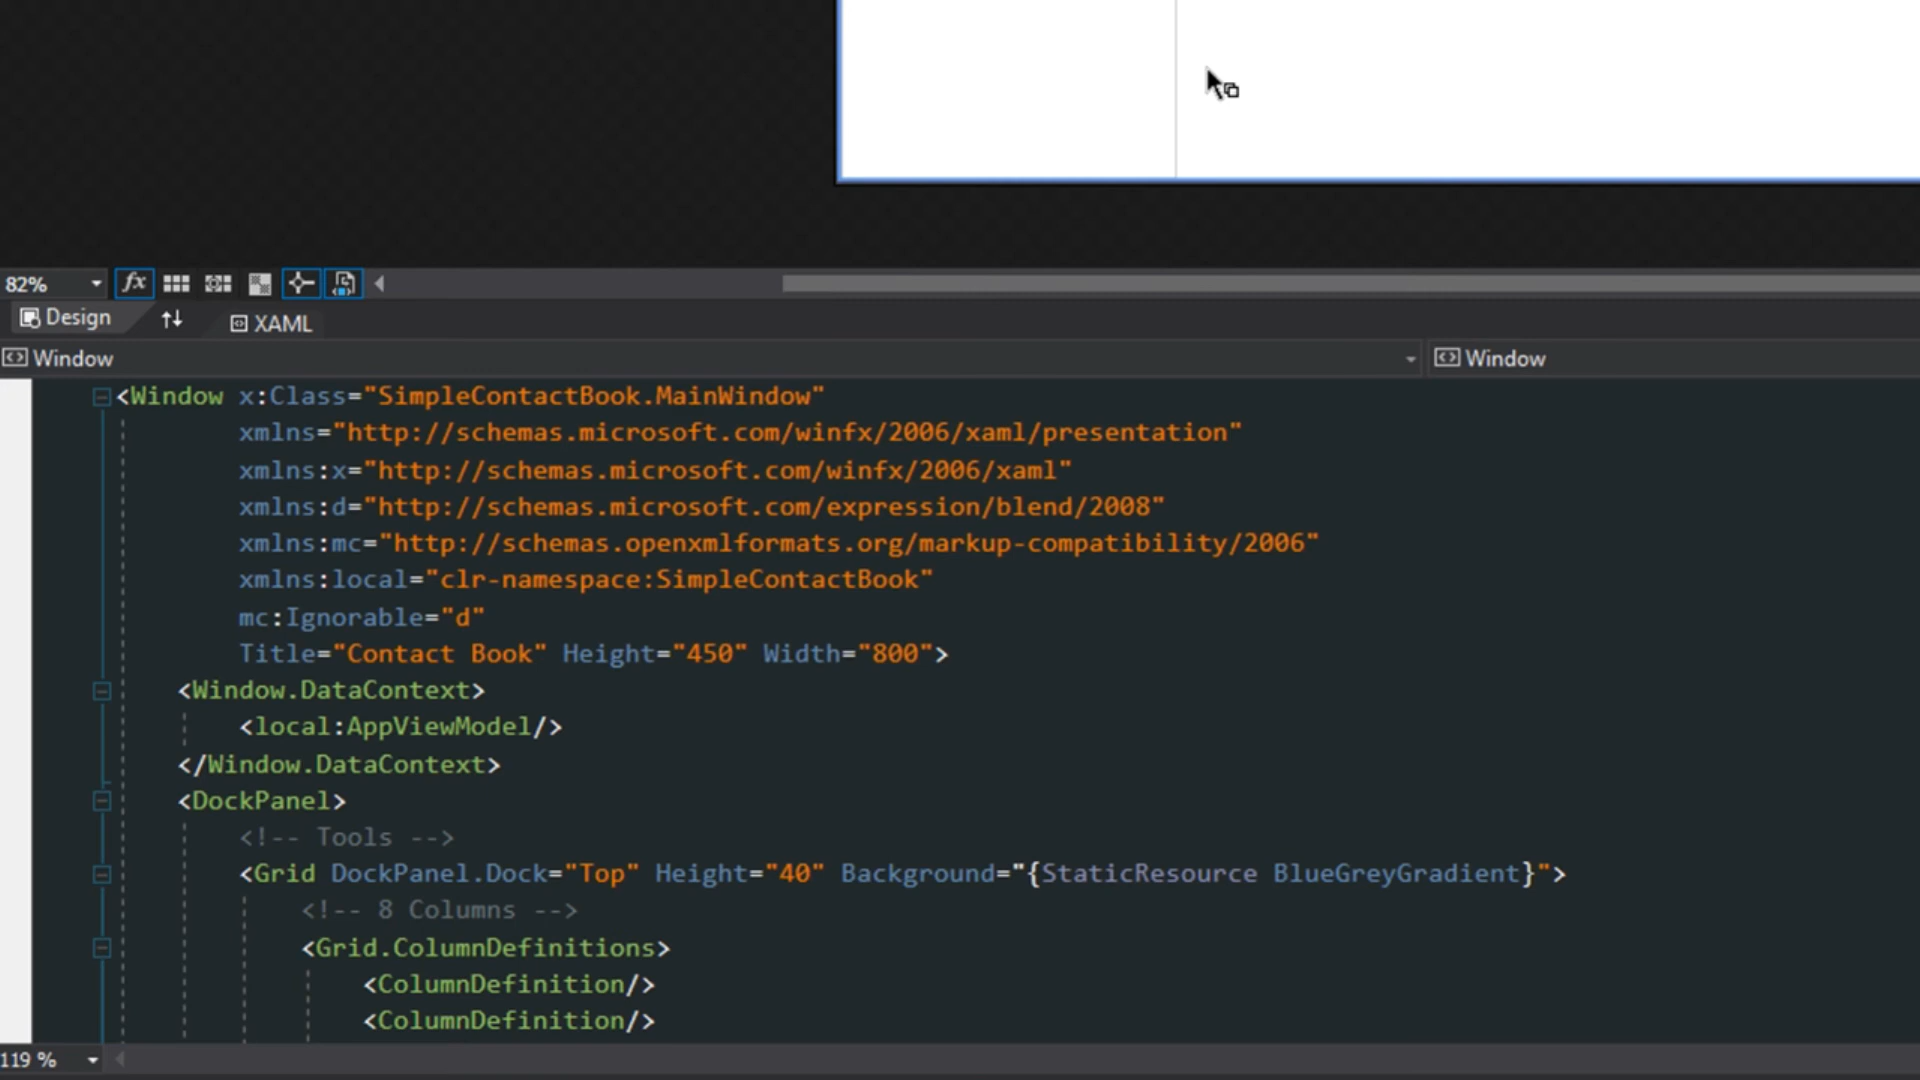 82%
fx
Design
XAML
Window
Window
<Window x:Class="SimpleContactBook.MainWindow"
xmlns="http://schemas.microsoft.com/winfx/2006/xaml/presentation"
xmlns:x="http://schemas.microsoft.com/winfx/2006/xaml"
xmlns:d="http://schemas.microsoft.com/expression/blend/2008"
xmlns:mc="http://schemas.openxmlformats.org/markup-compatibility/2006"
xmlns:local="clr-namespace:SimpleContactBook"
mc:Ignorable="d"
Title="Contact Book" Height="450" Width="800">
<Window.DataContext>
<local:AppViewModel/>
</Window.DataContext>
<DockPanel>
<!-- Tools -->
<Grid DockPanel.Dock="Top" Height="40" Background="{StaticResource BlueGreyGradient}">
<!-- 8 Columns -->
<Grid.ColumnDefinitions>
<ColumnDefinition/>
<ColumnDefinition/>
119 %